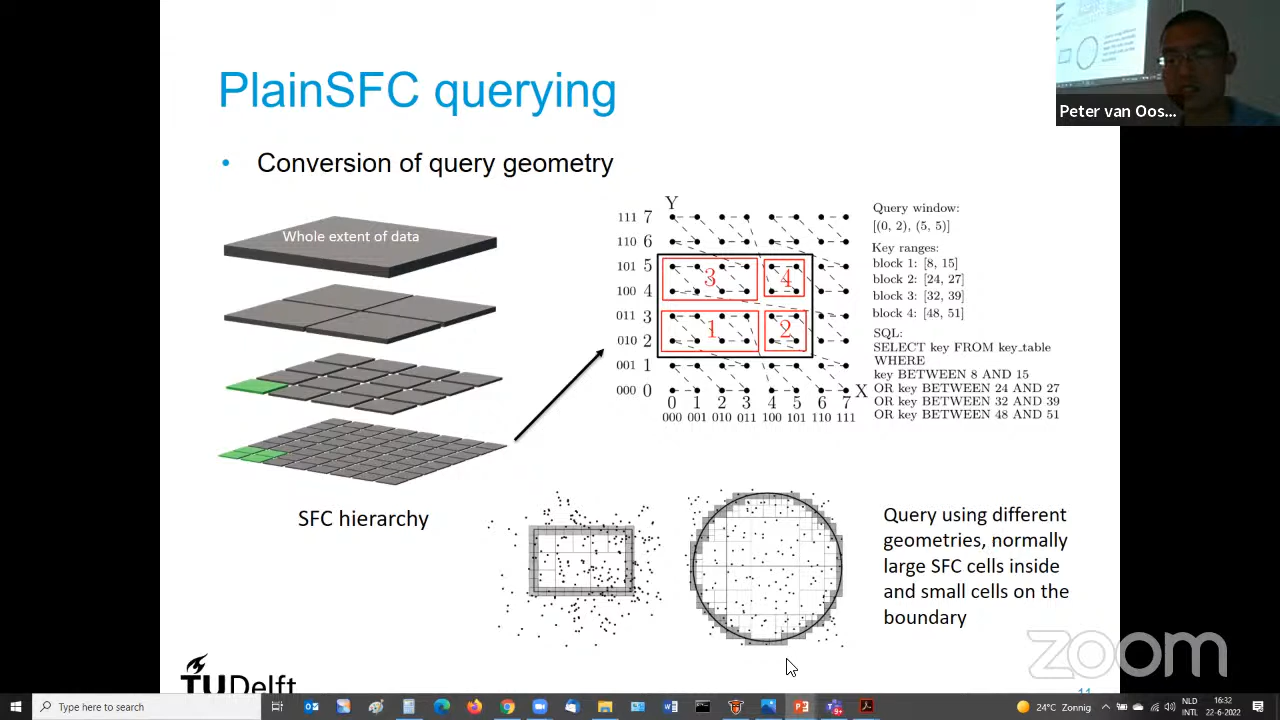 PlainSFC querying
Peter van Oos...
• Conversion of query geometry
Whole extent of data
SFC hierarchy
Y
111 7
110 6
101 5
100 4
011 3
010 2
001 1
000 0
3 4
1 2
X
0 1 2 3 4 5 6 7
000 001 010 011 100 101 110 111
Query window:
[(0, 2), (5, 5)]
Key ranges:
block 1: [8, 15]
block 2: [24, 27]
block 3: [32, 39]
block 4: [48, 51]
SQL:
SELECT key FROM key_table
WHERE
key BETWEEN 8 AND 15
OR key BETWEEN 24 AND 27
OR key BETWEEN 32 AND 39
OR key BETWEEN 48 AND 51
Query using different
geometries, normally
large SFC cells inside
and small cells on the
boundary
zoom
TU Delft
11
Type here to search
24°C Zonnig
NLD
INTL
16:32
22-6-2022